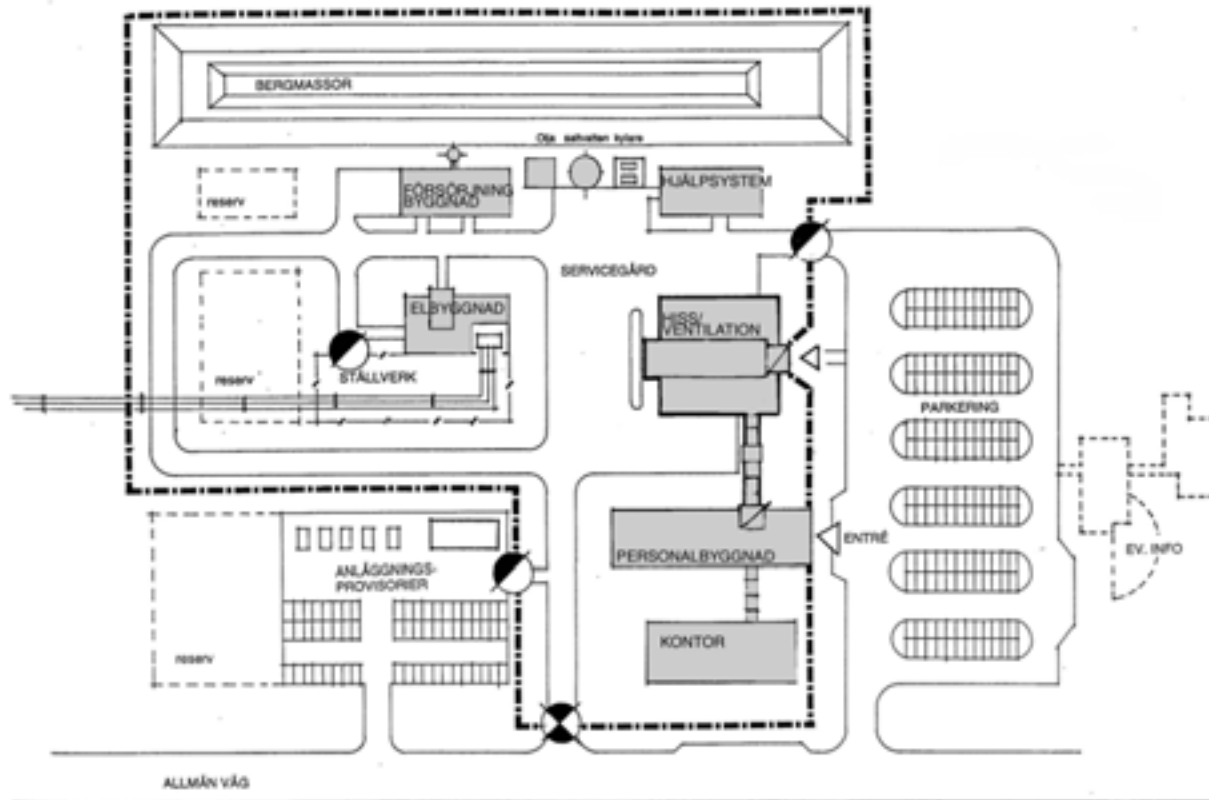 BERGMASSOR
Olja saltvatten kylare
FÖRSÖRJNING
BYGGNAD
HJÄLPSYSTEM
reserv
SERVICEGÅRD
ELBYGGNAD
HISS/
VENTILATION
reserv
STÄLLVERK
PARKERING
ENTRÉ
EV. INFO
PERSONALBYGGNAD
ANLÄGGNINGS-
PROVISORIER
KONTOR
reserv
ALLMÄN VÄG